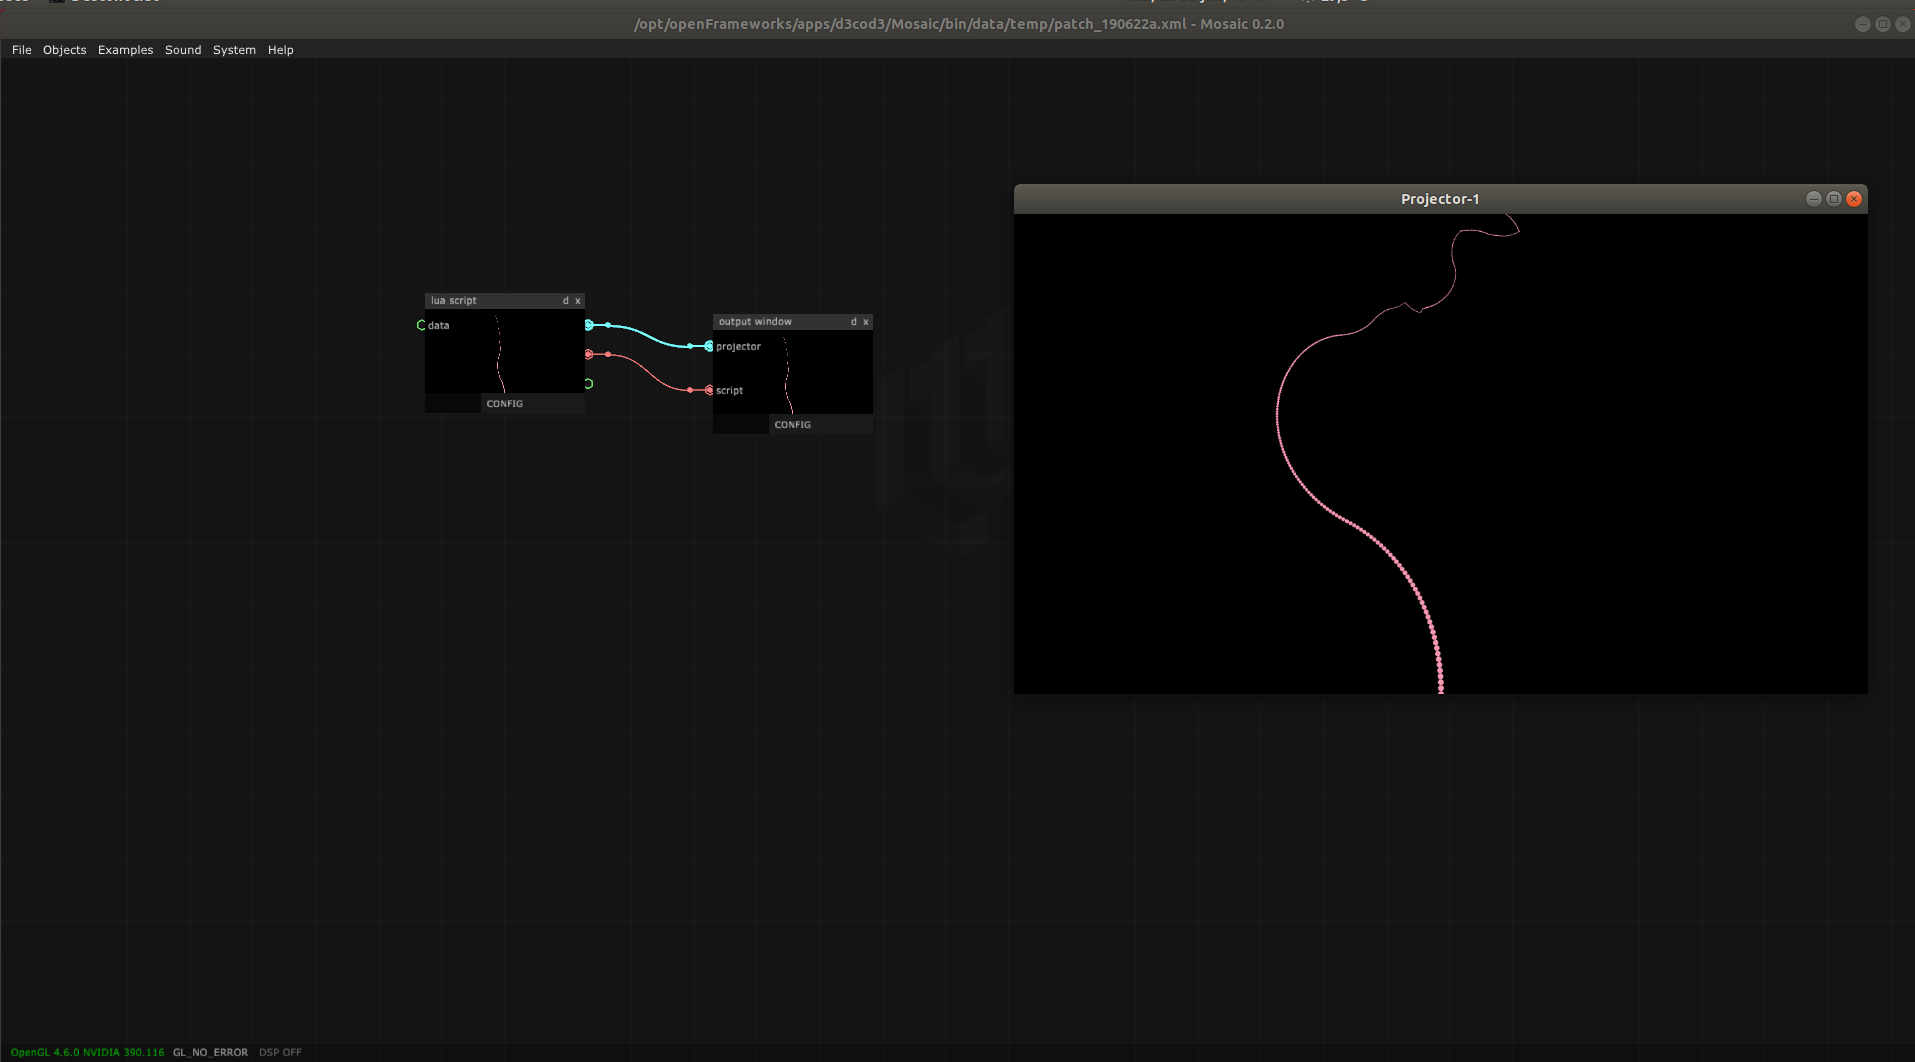 /opt/openFrameworks/apps/d3cod3/Mosaic/bin/data/temp/patch_190622a.xml - Mosaic 0.2.0
File Objects Examples Sound System Help
Projector-1
lua script d x
data
CONFIG
output window d x
projector
script
CONFIG
OpenGL 4.6.0 NVIDIA 390.116 GL_NO_ERROR DSP OFF